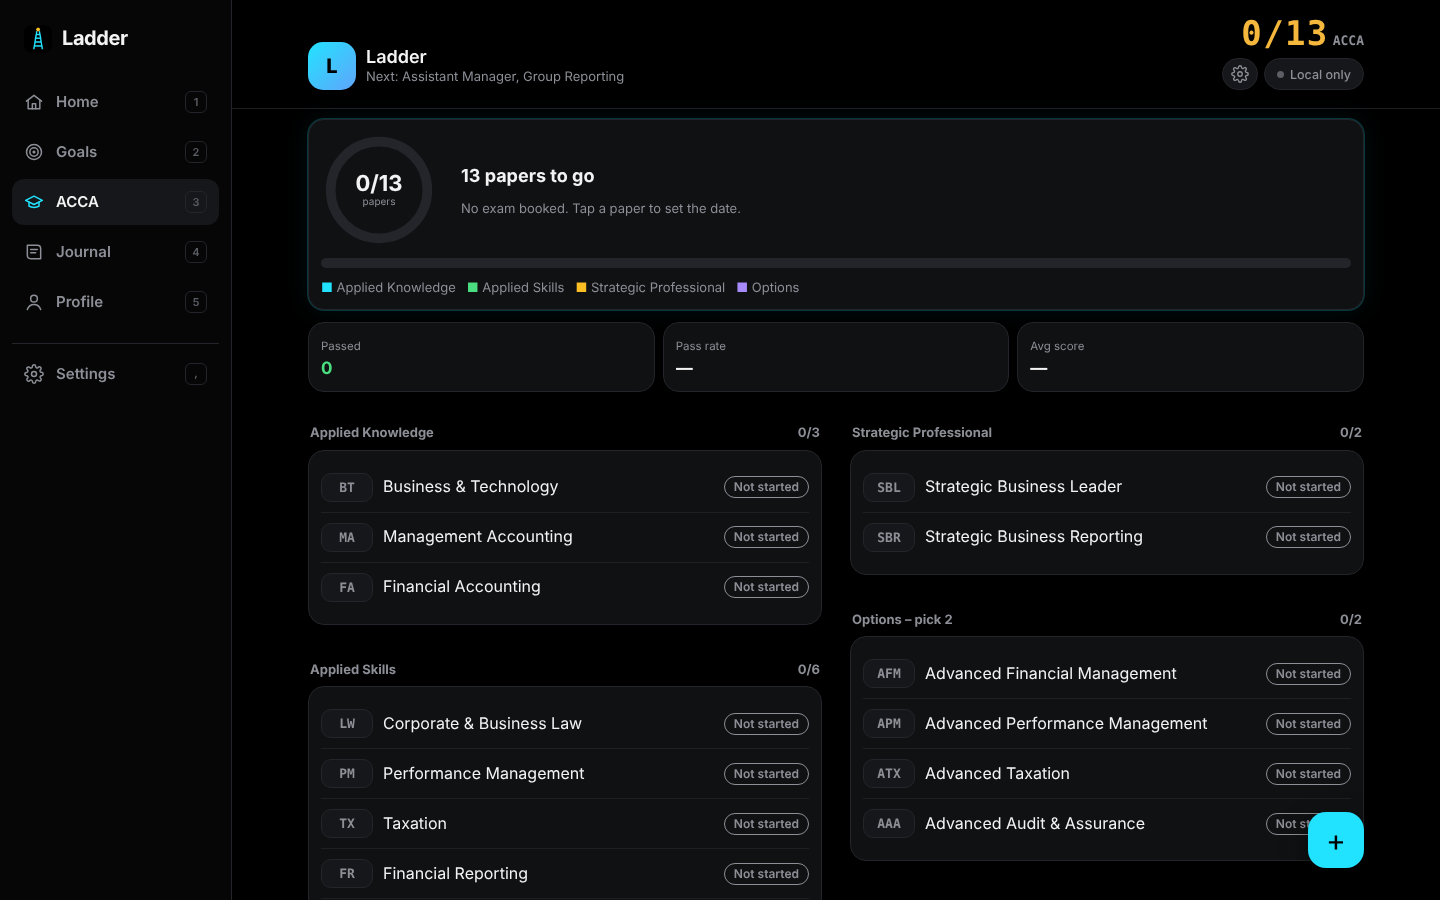 Ladder
Home 1
Goals 2
ACCA 3
Journal 4
Profile 5
Settings ,
L
Ladder
Next: Assistant Manager, Group Reporting
0/13 ACCA
Local only
0/13
papers
13 papers to go
No exam booked. Tap a paper to set the date.
Applied Knowledge Applied Skills Strategic Professional Options
Passed
0
Pass rate
—
Avg score
—
Applied Knowledge 0/3
BT Business & Technology Not started
MA Management Accounting Not started
FA Financial Accounting Not started
Applied Skills 0/6
LW Corporate & Business Law Not started
PM Performance Management Not started
TX Taxation Not started
FR Financial Reporting Not started
Strategic Professional 0/2
SBL Strategic Business Leader Not started
SBR Strategic Business Reporting Not started
Options – pick 2 0/2
AFM Advanced Financial Management Not started
APM Advanced Performance Management Not started
ATX Advanced Taxation Not started
AAA Advanced Audit & Assurance Not
+